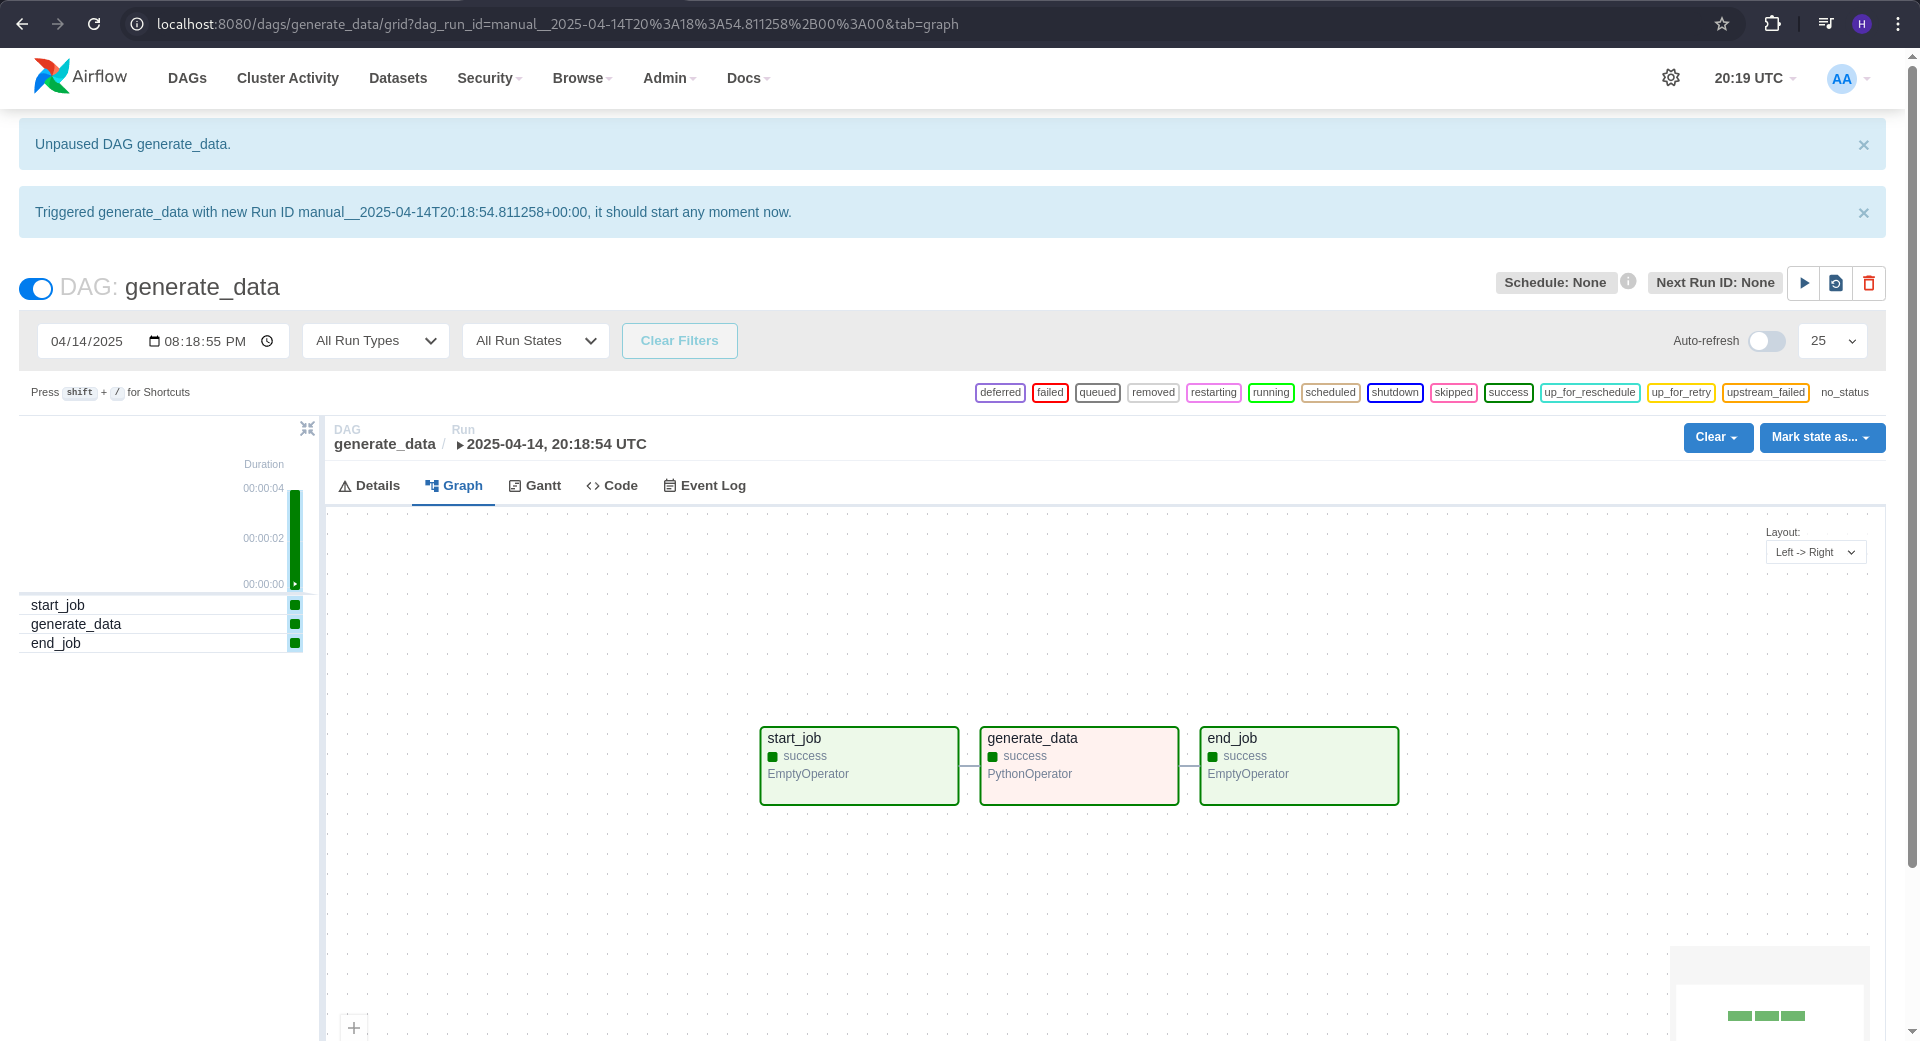 localhost:8080/dags/generate_data/grid?dag_run_id=manual__2025-04-14T20%3A18%3A54.811258%2B00%3A00&tab=graph
H
Airflow
DAGs Cluster Activity Datasets Security Browse Admin Docs
20:19 UTC
AA
Unpaused DAG generate_data.
×
Triggered generate_data with new Run ID manual__2025-04-14T20:18:54.811258+00:00, it should start any moment now.
×
DAG: generate_data
Schedule: None
Next Run ID: None
04/14/2025 08:18:55 PM
All Run Types
All Run States
Clear Filters
Auto-refresh
25
Press shift + / for Shortcuts
deferred failed queued removed restarting running scheduled shutdown skipped success up_for_reschedule up_for_retry upstream_failed no_status
DAG
generate_data /
Run
2025-04-14, 20:18:54 UTC
Clear
Mark state as...
Duration
00:00:04
00:00:02
00:00:00
start_job
generate_data
end_job
Details Graph Gantt Code Event Log
Layout:
Left -> Right
start_job
success
EmptyOperator
generate_data
success
PythonOperator
end_job
success
EmptyOperator
+